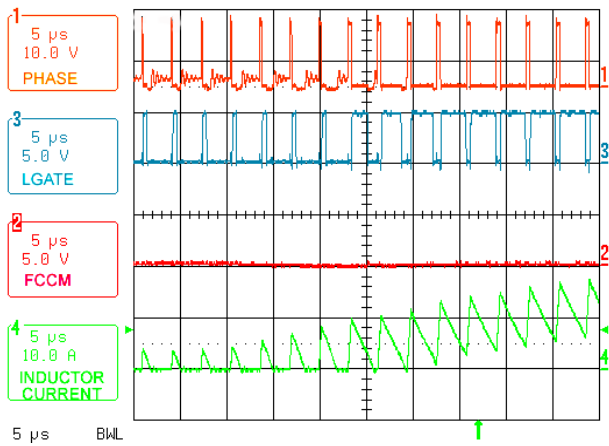 1
5 µs
10.0 V
PHASE
1
3
5 µs
5.0 V
LGATE
3
2
5 µs
5.0 V
FCCM
2
4
5 µs
10.0 A
INDUCTOR
CURRENT
4
5 µs BWL